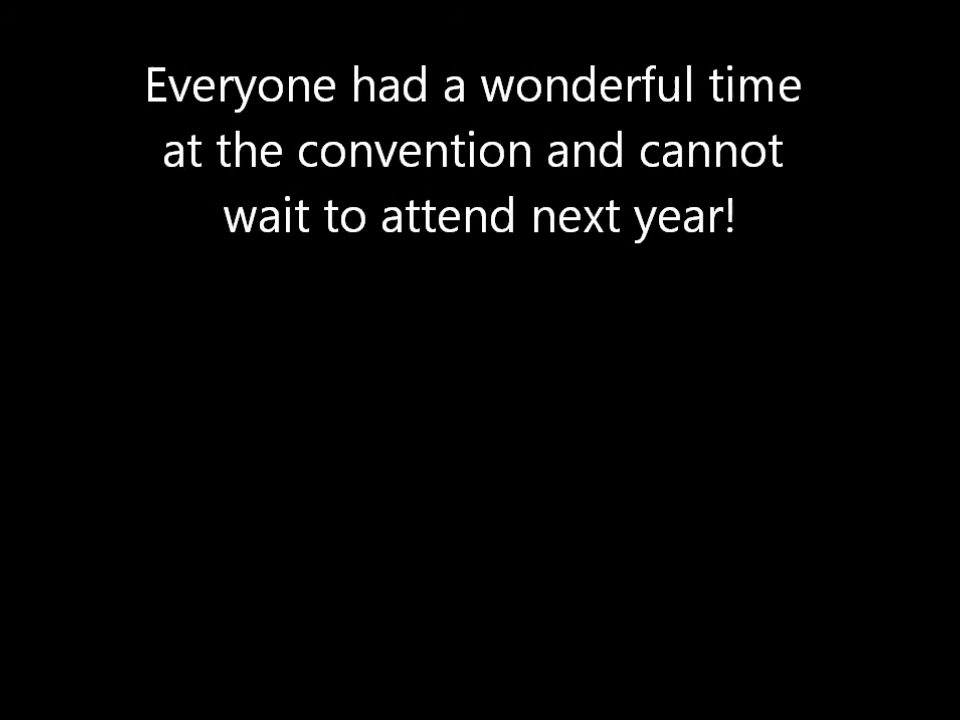 Everyone had a wonderful time
at the convention and cannot
wait to attend next year!